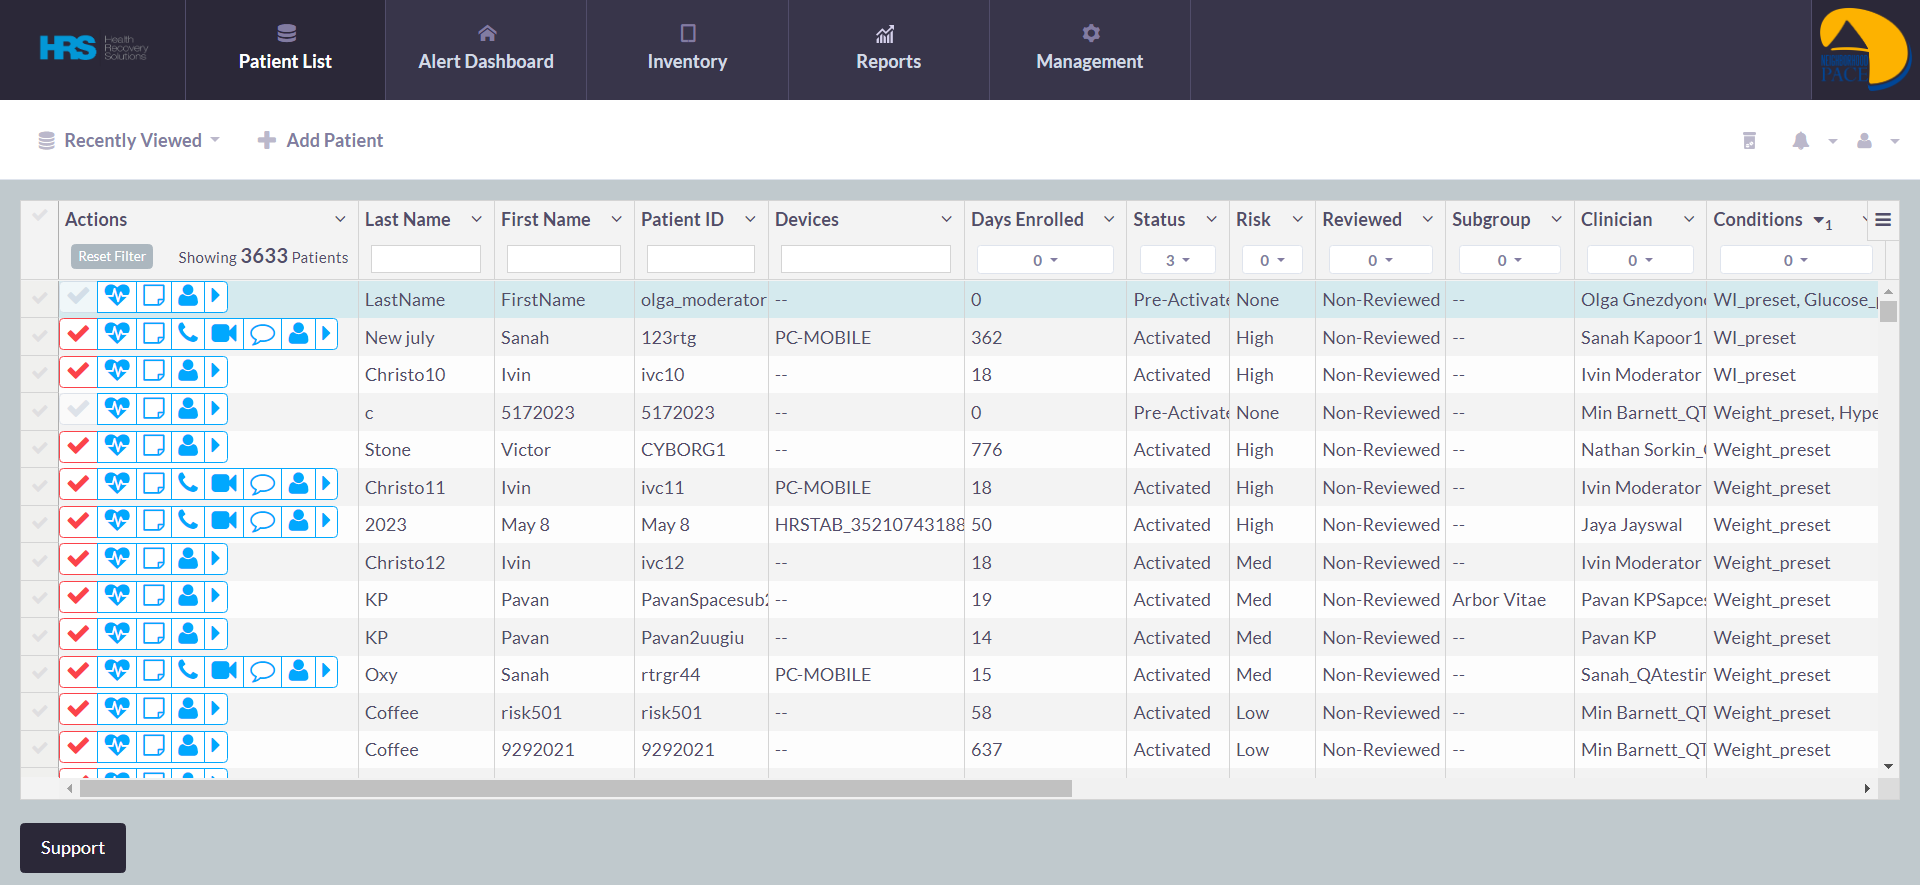 HRS Health Recovery Solutions
Patient List
Alert Dashboard
Inventory
Reports
Management
PACE
Recently Viewed
Add Patient
Actions Last Name First Name Patient ID Devices Days Enrolled Status Risk Reviewed Subgroup Clinician Conditions 1
Reset Filter Showing 3633 Patients 0 3 0 0 0 0 0
LastName FirstName olga_moderator -- 0 Pre-Activate None Non-Reviewed -- Olga Gnezdyon WI_preset, Glucose_
New july Sanah 123rtg PC-MOBILE 362 Activated High Non-Reviewed -- Sanah Kapoor1 WI_preset
Christo10 Ivin ivc10 -- 18 Activated High Non-Reviewed -- Ivin Moderator WI_preset
c 5172023 5172023 -- 0 Pre-Activate None Non-Reviewed -- Min Barnett_QT Weight_preset, Hype
Stone Victor CYBORG1 -- 776 Activated High Non-Reviewed -- Nathan Sorkin_ Weight_preset
Christo11 Ivin ivc11 PC-MOBILE 18 Activated High Non-Reviewed -- Ivin Moderator Weight_preset
2023 May 8 May 8 HRSTAB_35210743188 50 Activated High Non-Reviewed -- Jaya Jayswal Weight_preset
Christo12 Ivin ivc12 -- 18 Activated Med Non-Reviewed -- Ivin Moderator Weight_preset
KP Pavan PavanSpacesub2 -- 19 Activated Med Non-Reviewed Arbor Vitae Pavan KPSapces Weight_preset
KP Pavan Pavan2uugiu -- 14 Activated Med Non-Reviewed -- Pavan KP Weight_preset
Oxy Sanah rtrgr44 PC-MOBILE 15 Activated Med Non-Reviewed -- Sanah_QAtestin Weight_preset
Coffee risk501 risk501 -- 58 Activated Low Non-Reviewed -- Min Barnett_QT Weight_preset
Coffee 9292021 9292021 -- 637 Activated Low Non-Reviewed -- Min Barnett_QT Weight_preset
Support